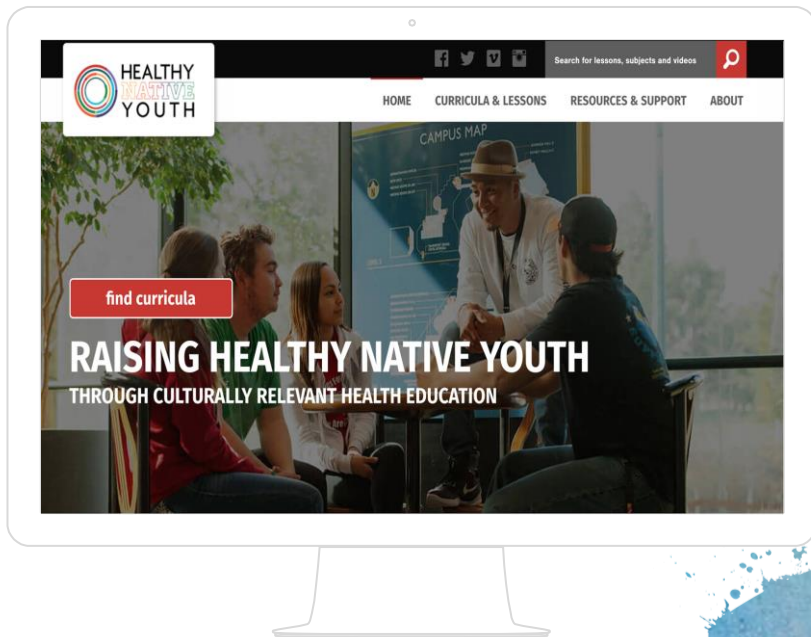 HEALTHY
NATIVE
YOUTH
Search for lessons, subjects and videos
HOME CURRICULA & LESSONS RESOURCES & SUPPORT ABOUT
CAMPUS MAP
find curricula
RAISING HEALTHY NATIVE YOUTH
THROUGH CULTURALLY RELEVANT HEALTH EDUCATION